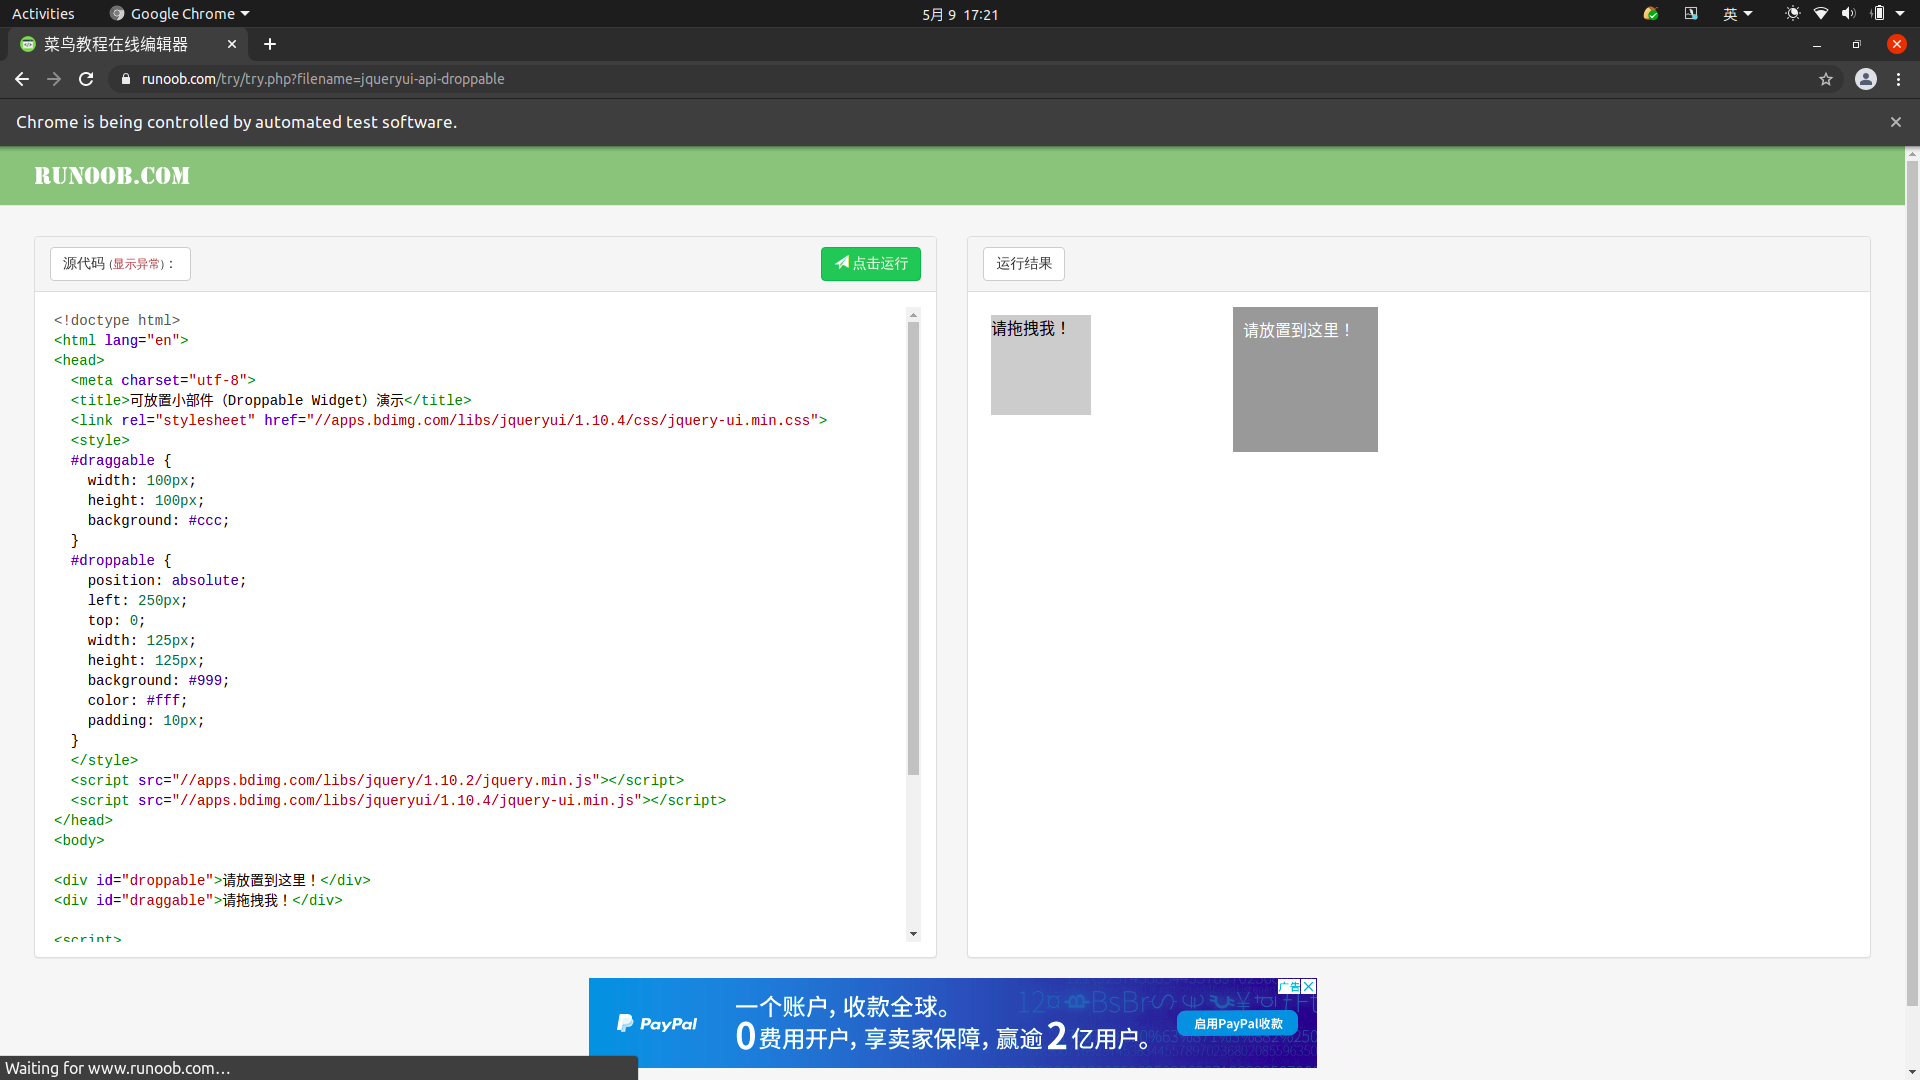 Activities
Google Chrome
5月 9 17:21
英
菜鸟教程在线编辑器
runoob.com/try/try.php?filename=jqueryui-api-droppable
Chrome is being controlled by automated test software.
RUNOOB.COM
源代码 (显示异常)：
点击运行
<!doctype html>
<html lang="en">
<head>
  <meta charset="utf-8">
  <title>可放置小部件（Droppable Widget）演示</title>
  <link rel="stylesheet" href="//apps.bdimg.com/libs/jqueryui/1.10.4/css/jquery-ui.min.css">
  <style>
  #draggable {
    width: 100px;
    height: 100px;
    background: #ccc;
  }
  #droppable {
    position: absolute;
    left: 250px;
    top: 0;
    width: 125px;
    height: 125px;
    background: #999;
    color: #fff;
    padding: 10px;
  }
  </style>
  <script src="//apps.bdimg.com/libs/jquery/1.10.2/jquery.min.js"></script>
  <script src="//apps.bdimg.com/libs/jqueryui/1.10.4/jquery-ui.min.js"></script>
</head>
<body>
<div id="droppable">请放置到这里！</div>
<div id="draggable">请拖拽我！</div>
<script>
运行结果
请拖拽我！
请放置到这里！
PayPal
一个账户, 收款全球。
0费用开户, 享卖家保障, 赢逾2亿用户。
启用PayPal收款
广告
Waiting for www.runoob.com…